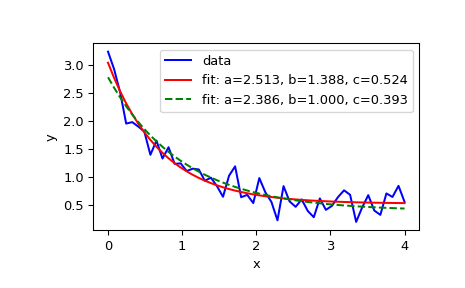 data
fit: a=2.513, b=1.388, c=0.524
fit: a=2.386, b=1.000, c=0.393
3.0
2.5
2.0
1.5
1.0
0.5
y
0
1
2
3
4
x